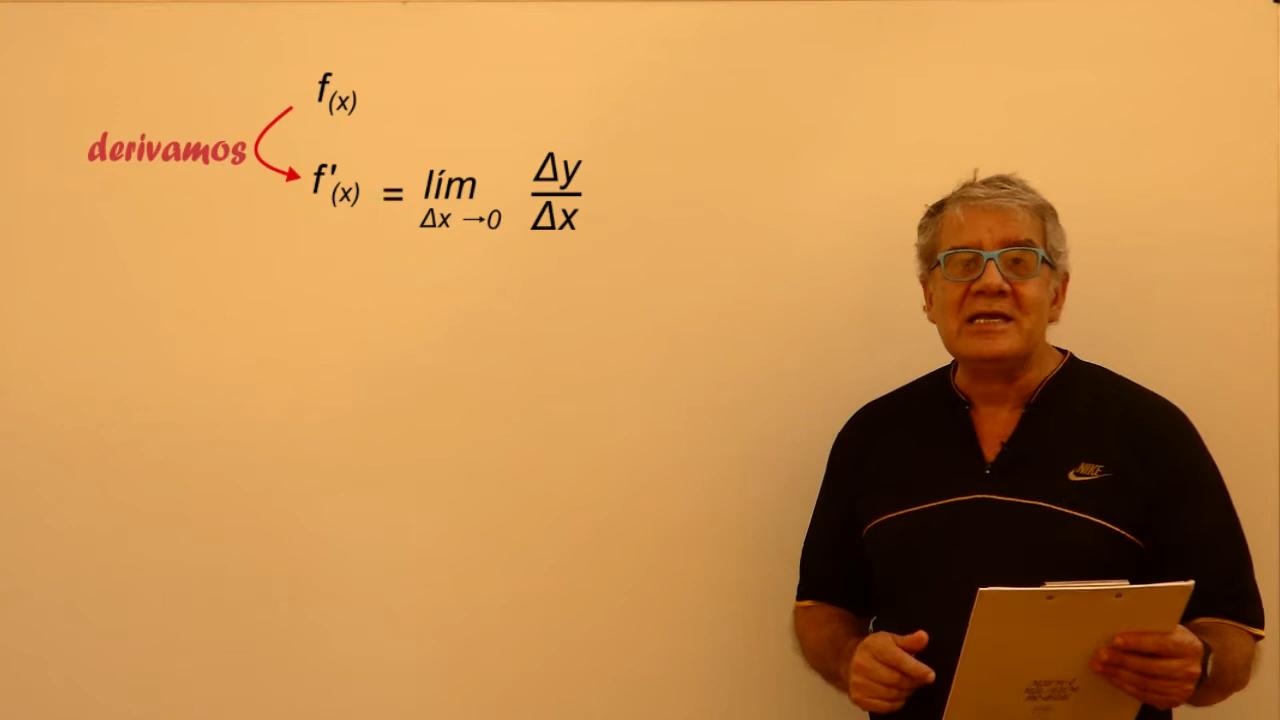 f(x)
derivamos
f'(x) = lím Δy/Δx
Δx →0
NIKE